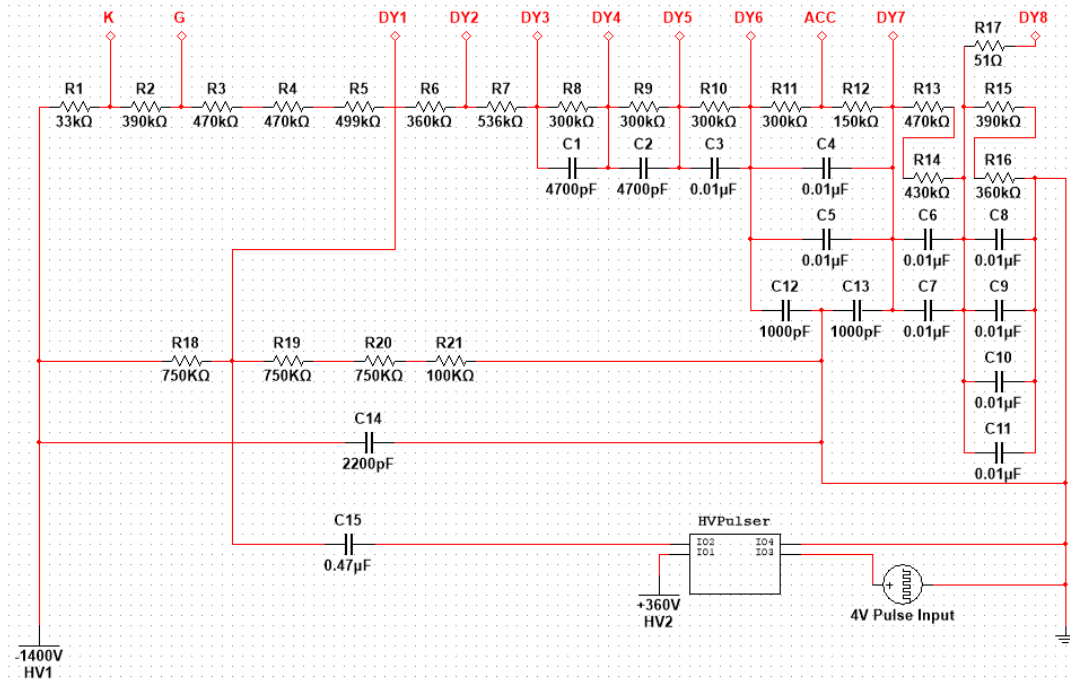 K G DY1 DY2 DY3 DY4 DY5 DY6 ACC DY7 DY8
R17
51Ω
R1 R2 R3 R4 R5 R6 R7 R8 R9 R10 R11 R12 R13 R15
33kΩ 390kΩ 470kΩ 470kΩ 499kΩ 360kΩ 536kΩ 300kΩ 300kΩ 300kΩ 300kΩ 150kΩ 470kΩ 390kΩ
C1 C2 C3 C4 R14 R16
4700pF 4700pF 0.01µF 0.01µF 430kΩ 360kΩ
C5 C6 C8
0.01µF 0.01µF 0.01µF
C12 C13 C7 C9
1000pF 1000pF 0.01µF 0.01µF
R18 R19 R20 R21
750KΩ 750KΩ 750KΩ 100KΩ
C10
0.01µF
C14 C11
2200pF 0.01µF
C15 HVPulser
0.47µF
IO2 IO4
IO1 IO3
+
+360V 4V Pulse Input
HV2
-1400V
HV1